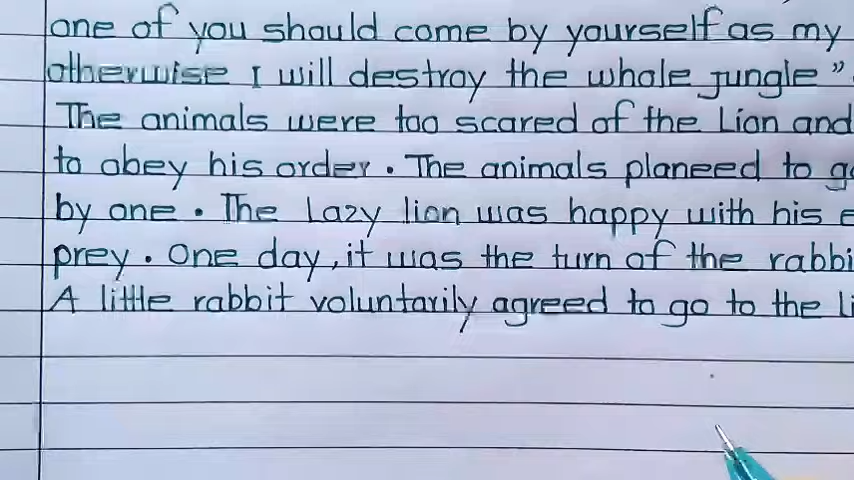 one of you should come by yourself as my
otherwise I will destroy the whole jungle”.
The animals were too scared of the Lion and
to obey his order. The animals planeed to go
by one. The Lazy lion was happy with his
prey. One day, it was the turn of the
A little rabbit voluntarily agreed to go to the